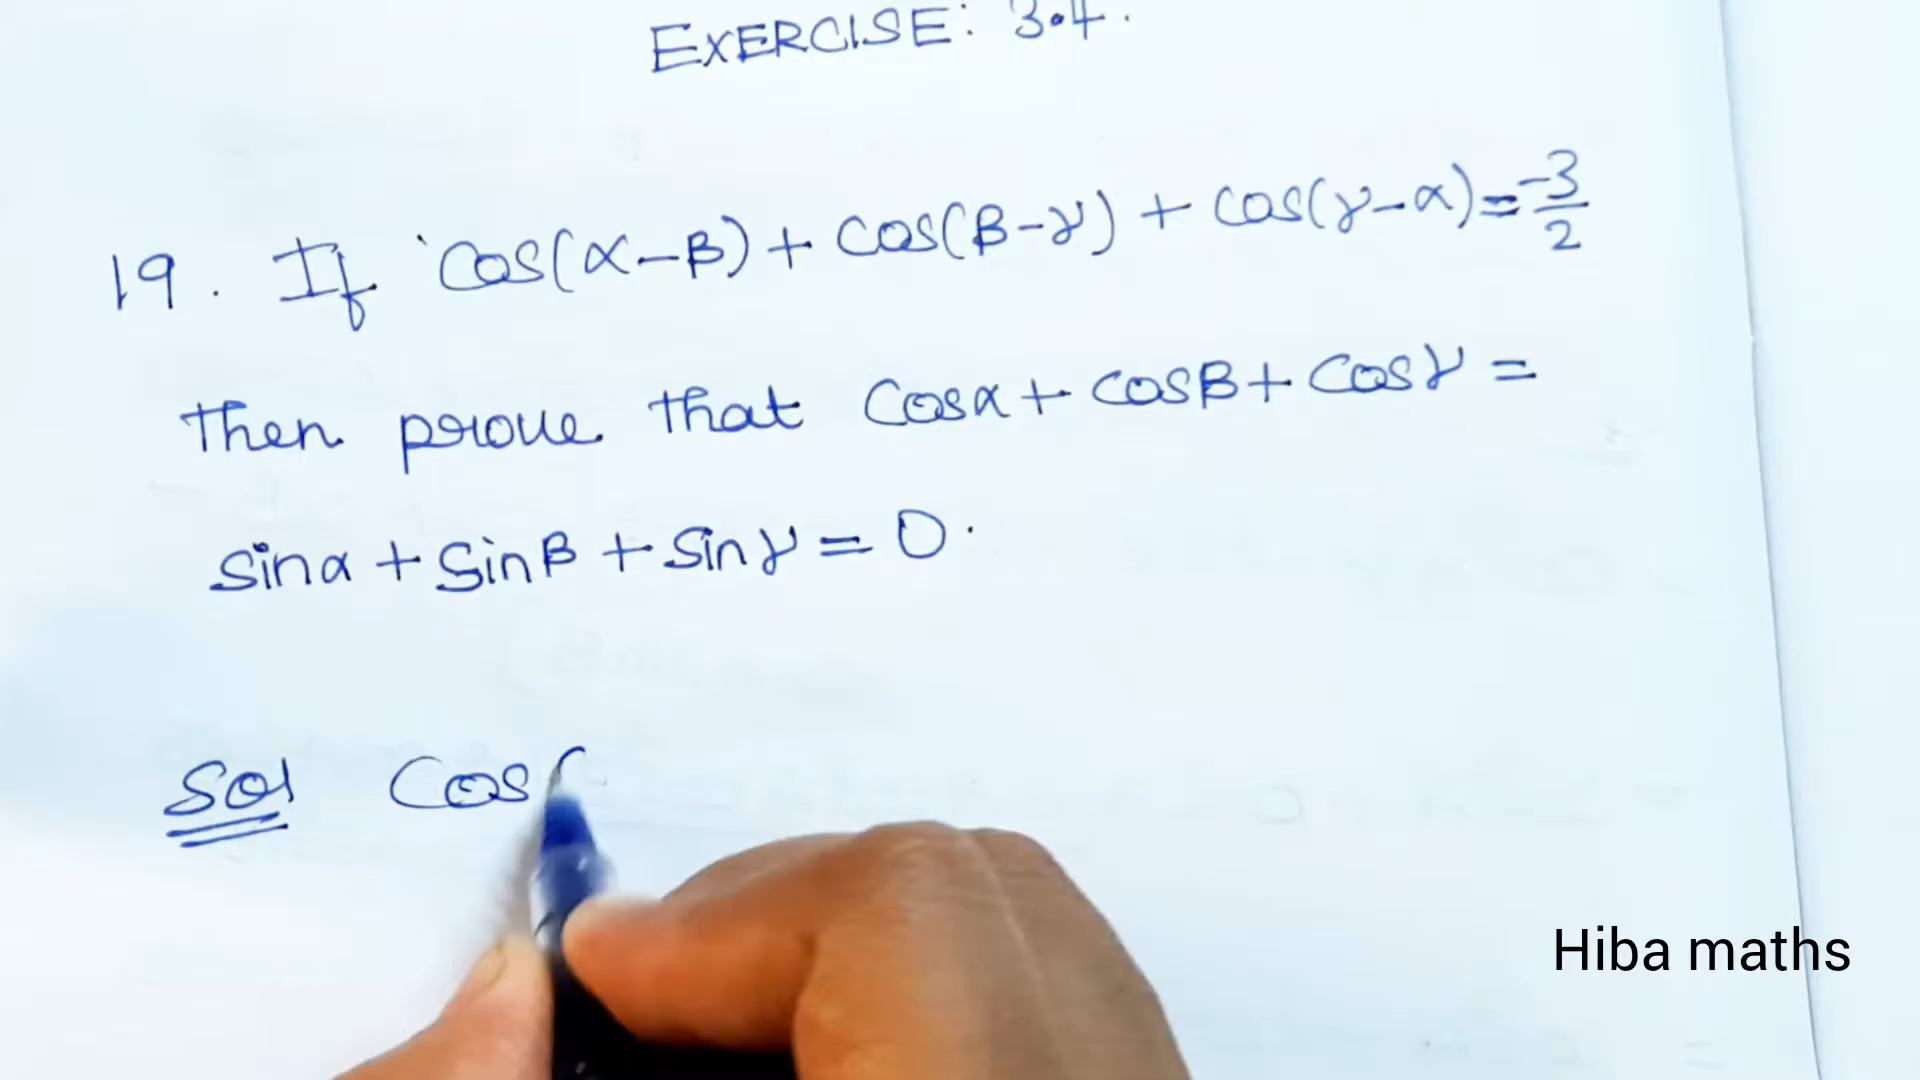 EXERCISE: 3.4.
19. If cos(α-β) + cos(β-γ) + cos(γ-α) = -3/2
then prove that cosα + cosβ + cosγ =
sinα + sinβ + sinγ = 0.
Sol cos(
Hiba maths